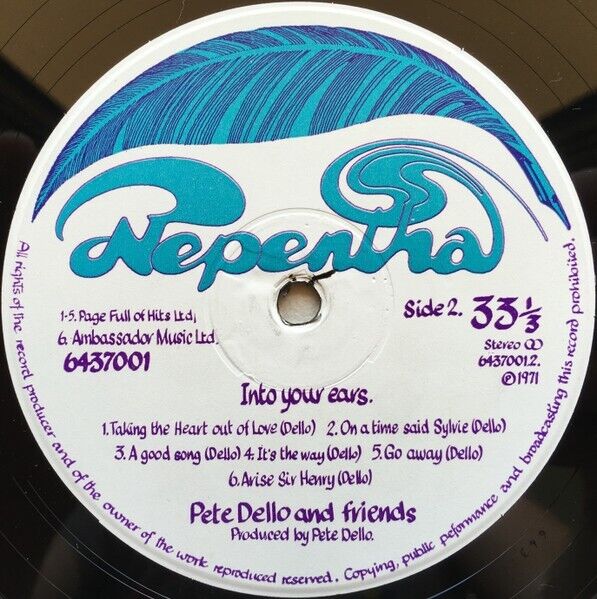 Nepentha
1-5. Page Full of Hits Ltd,
6. Ambassador Music Ltd.
6437001
Side 2. 33 1/3
Stereo
6437001.2.
℗1971
Into your ears.
1.Taking the Heart out of Love (Dello) 2. On a time said Sylvie (Dello)
3. A good song (Dello) 4. It's the way (Dello) 5. Go away (Dello)
6. Arise Sir Henry (Dello)
Pete Dello and friends
Produced by Pete Dello.
All rights of the record producer and of the owner of the work reproduced reserved. Copying, public peformance and broadcasting this record prohibited.